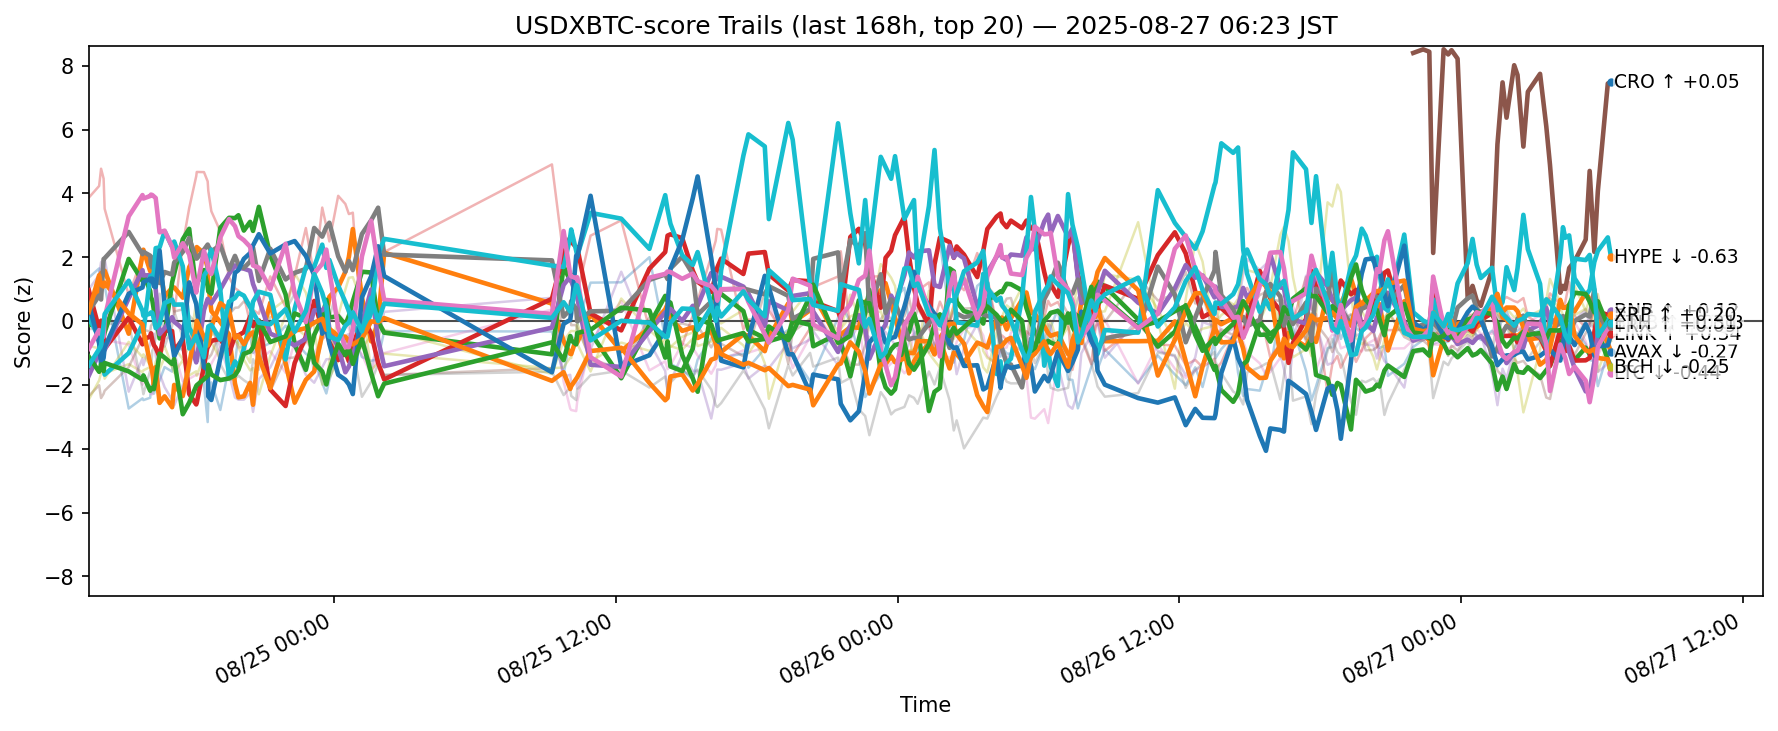 USDXBTC-score Trails (last 168h, top 20) — 2025-08-27 06:23 JST
Score (z)
8
6
4
2
0
−2
−4
−6
−8
CRO ↑ +0.05
HYPE ↓ -0.63
XRP ↑ +0.20
AVAX ↓ -0.27
BCH ↓ -0.25
LTC ↓ -0.44
08/25 00:00
08/25 12:00
08/26 00:00
08/26 12:00
08/27 00:00
08/27 12:00
Time